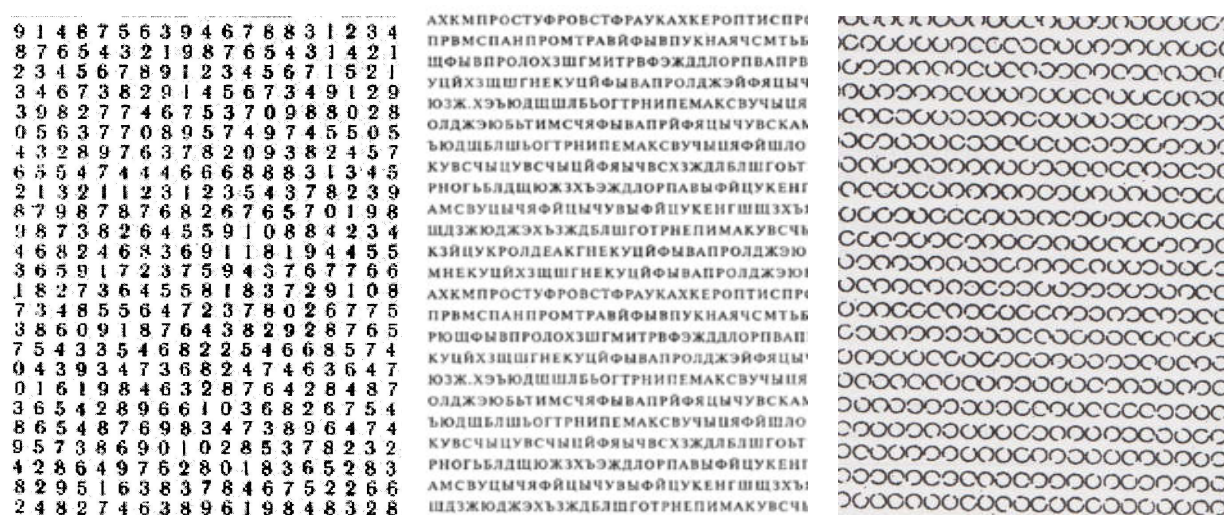 9 1 4 8 7 5 6 3 9 4 6 7 8 8 3 1 2 3 4
8 7 6 5 4 3 2 1 9 8 7 6 5 4 3 1 4 2 1
2 3 4 5 6 7 8 9 1 2 3 4 5 6 7 1 5 2 1
3 4 6 7 3 8 2 9 1 4 5 6 7 3 4 9 1 2 9
3 9 8 2 7 7 4 6 7 5 3 7 0 9 8 8 0 2 8
0 5 6 3 7 7 0 8 9 5 7 4 9 7 4 5 5 0 5
4 3 2 8 9 7 6 3 7 8 2 0 9 3 8 2 4 5 7
6 5 5 4 7 4 4 4 6 6 6 8 8 8 3 1 3 4 5
2 1 3 2 1 1 2 3 1 2 3 5 4 3 7 8 2 3 9
8 7 9 8 7 8 7 6 8 2 6 7 6 5 7 0 1 9 8
9 8 7 3 8 2 6 4 5 5 9 1 0 8 8 4 2 3 4
4 6 8 2 4 6 8 3 6 9 1 1 8 1 9 4 4 5 5
3 6 5 9 1 7 2 3 7 5 9 4 3 7 6 7 7 6 6
1 8 2 7 3 6 4 5 5 8 1 8 3 7 2 9 1 0 8
7 3 4 8 5 5 6 4 7 2 3 7 8 0 2 6 7 7 5
3 8 6 0 9 1 8 7 6 4 3 8 2 9 2 8 7 6 5
7 5 4 3 3 5 4 6 8 2 2 5 4 6 6 8 5 7 4
0 4 3 9 3 4 7 3 6 8 2 4 7 4 6 3 6 4 7
0 1 6 1 9 8 4 6 3 2 8 7 6 4 2 8 4 8 7
3 6 5 4 2 8 9 6 6 1 0 3 6 8 2 6 7 5 4
8 6 5 4 8 7 6 9 8 3 4 7 3 8 9 6 4 7 4
9 5 7 3 8 6 9 0 1 0 2 8 5 3 7 8 2 3 2
4 2 8 6 4 9 7 6 2 8 0 1 8 3 6 5 2 8 3
8 2 9 5 1 6 3 8 3 7 8 4 6 7 5 2 2 6 6
2 4 8 2 7 4 6 3 8 9 6 1 9 8 4 8 3 2 8
АХКМПРОСТУФРОВСТФРАУКАХКЕРОПТИСПРО
ПРВМСПАНПРОМТРАВЙФЫВПУКНАЯЧСМТЬБ
ЩФЫВПРОЛОХЗШГМИТРВФЭЖДДЛОРПВАПРВ
УЦЙХЗЩШГНЕКУЦЙФЫВАПРОЛДЖЭЙФЯЦЫЧ
ЮЗЖ.ХЭЪЮДЩШЛБЬОГТРНИПЕМАКСВУЧЫЦЯ
ОЛДЖЭЮБЬТИМСЧЯФЫВАПРЙФЯЦЫЧУВСКАМ
ЪЮДЩБЛШЬОГТРНИПЕМАКСВУЧЫЦЯФЙШЛО
КУВСЧЫЦУВСЧЫЦЙФЯЫЧВСХЗЖДЛБЛШГОЬТ
РНОГЬБЛДЩЮЖЗХЪЭЖДЛОРПАВЫФЙЦУКЕНГ
АМСВУЦЫЧЯФЙЦЫЧУВЫФЙЦУКЕНГШЩЗХЪ
ЩДЗЖЮДЖЭХЪЗЖДБЛШГОТРНЕПИМАКУВСЧЫ
КЗЙЦУКРОЛДЕАКГНЕКУЦЙФЫВАПРОЛДЖЭЮ
МНЕКУЦЙХЗЩШГНЕКУЦЙФЫВАПРОЛДЖЭЮ
АХКМПРОСТУФРОВСТФРАУКАХКЕРОПТИСПРО
ПРВМСПАНПРОМТРАВЙФЫВПУКНАЯЧСМТЬБ
РЮЩФЫВПРОЛОХЗШГМИТРВФЭЖДДЛОРПВАП
КУЦЙХЗЩШГНЕКУЦЙФЫВАПРОЛДЖЭЙФЯЦЫЧ
ЮЗЖ.ХЭЪЮДЩШЛБЬОГТРНИПЕМАКСВУЧЫЦЯ
ОЛДЖЭЮБЬТИМСЧЯФЫВАПРЙФЯЦЫЧУВСКАМ
ЪЮДЩБЛШЬОГТРНИПЕМАКСВУЧЫЦЯФЙШЛО
КУВСЧЫЦУВСЧЫЦЙФЯЫЧВСХЗЖДЛБЛШГОЬТ
РНОГЬБЛДЩЮЖЗХЪЭЖДЛОРПАВЫФЙЦУКЕНГ
АМСВУЦЫЧЯФЙЦЫЧУВЫФЙЦУКЕНГШЩЗХЪ
ЩДЗЖЮДЖЭХЪЗЖДБЛШГОТРНЕПИМАКУВСЧЫ